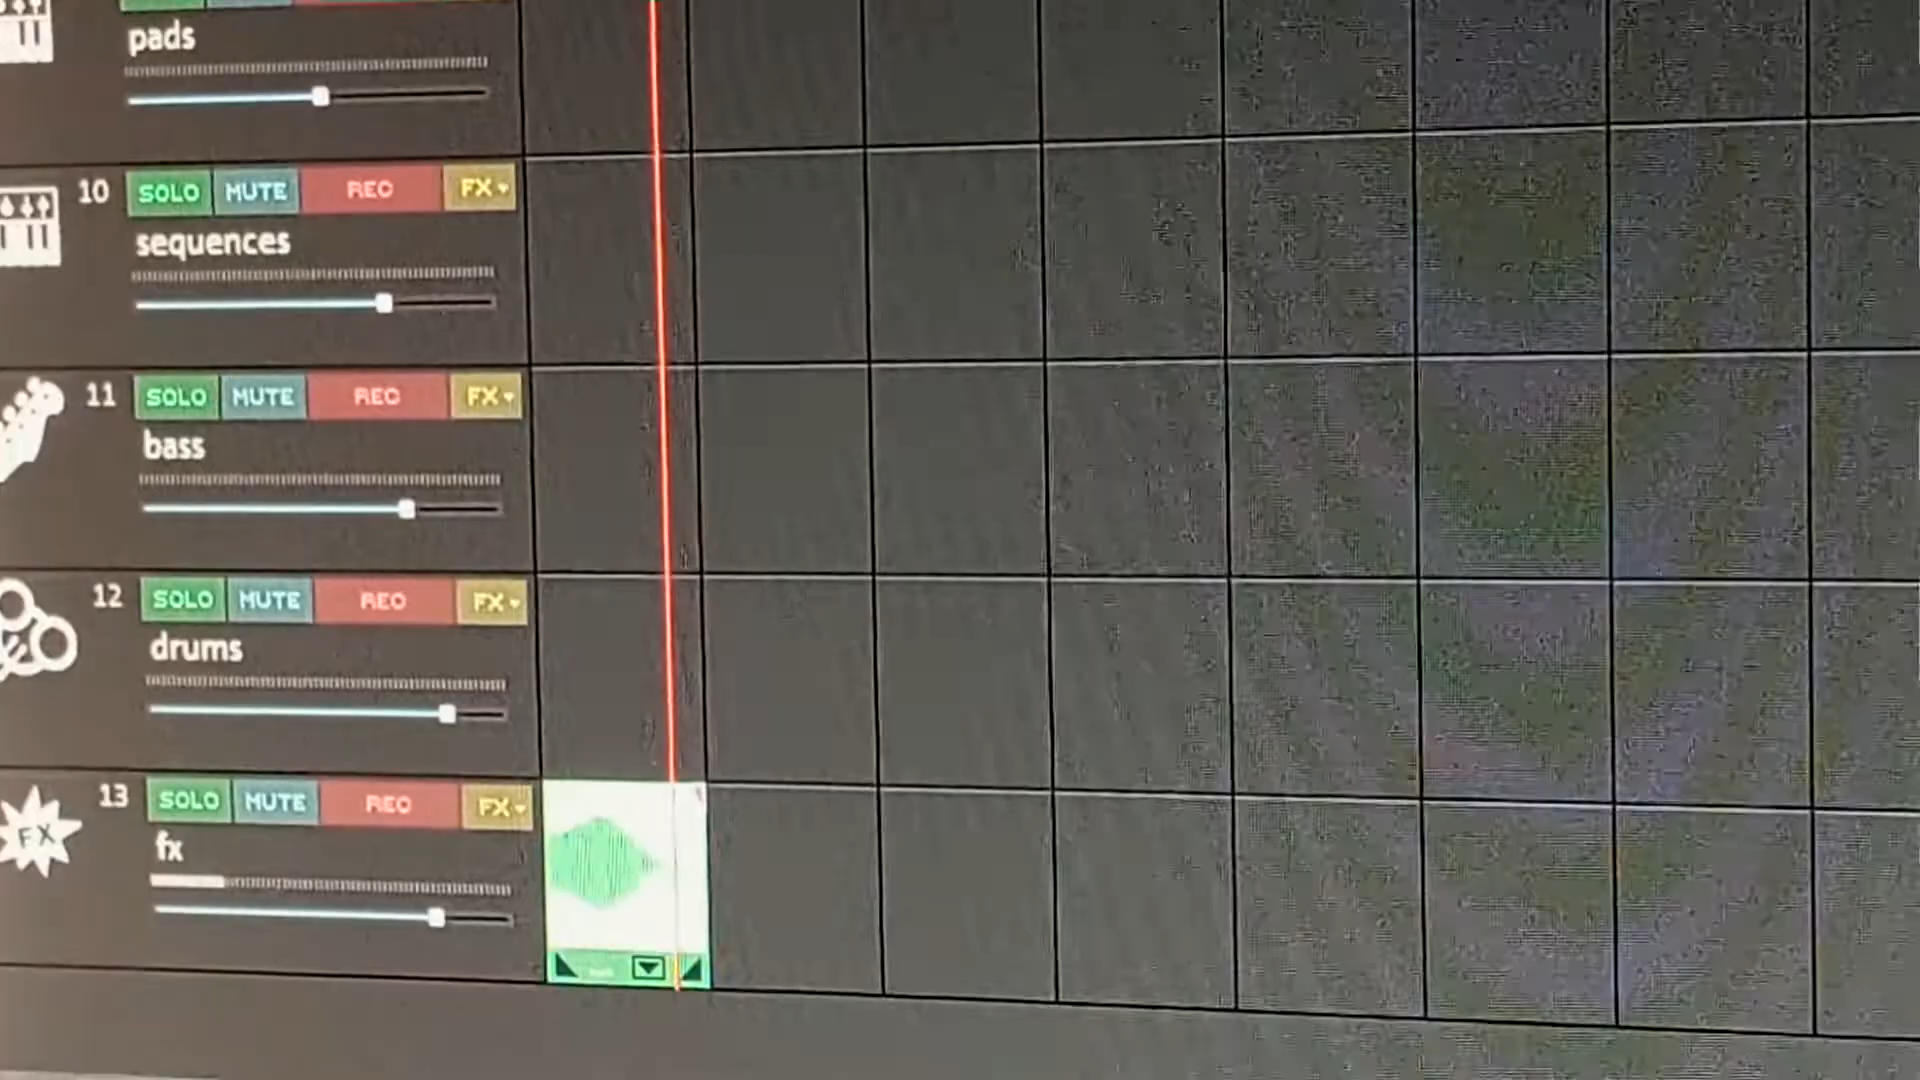 pads
10 SOLO MUTE REC FX
sequences
11 SOLO MUTE REC FX
bass
12 SOLO MUTE REC FX
drums
13 SOLO MUTE REC FX
FX
fx